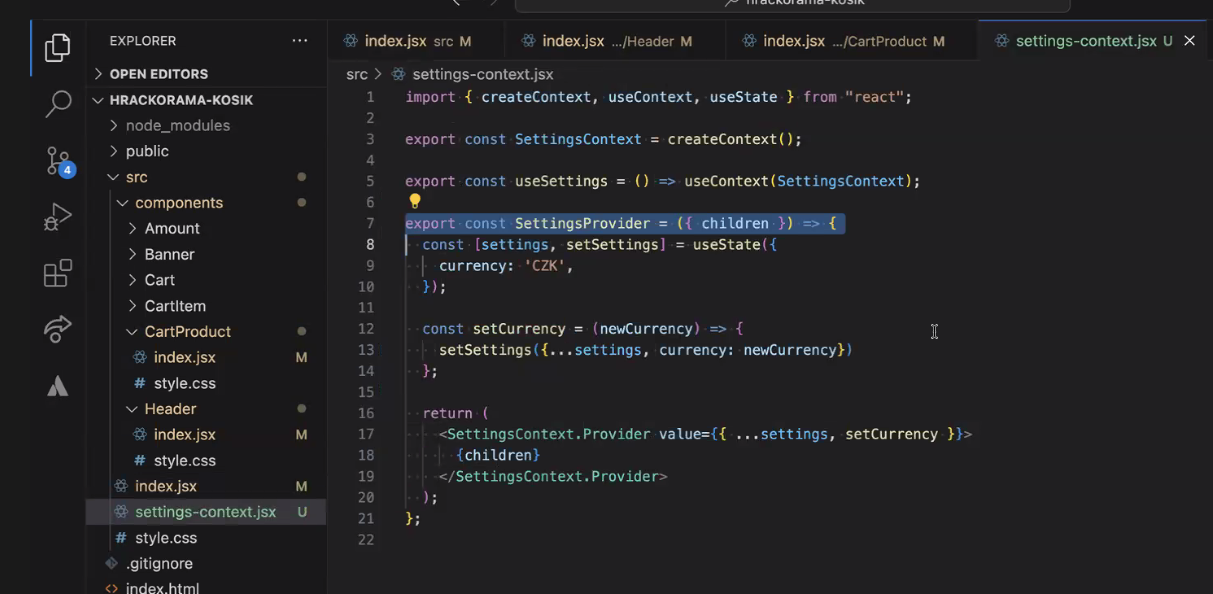 hrackorama-kosik
EXPLORER
OPEN EDITORS
HRACKORAMA-KOSIK
node_modules
public
src
components
Amount
Banner
Cart
CartItem
CartProduct
index.jsx M
style.css
Header
index.jsx M
style.css
index.jsx M
settings-context.jsx U
style.css
.gitignore
index.html
4
index.jsx src M
index.jsx .../Header M
index.jsx .../CartProduct M
settings-context.jsx U
src > settings-context.jsx
1 import { createContext, useContext, useState } from "react";
2
3 export const SettingsContext = createContext();
4
5 export const useSettings = () => useContext(SettingsContext);
6
7 export const SettingsProvider = ({ children }) => {
8 const [settings, setSettings] = useState({
9 currency: 'CZK',
10 });
11
12 const setCurrency = (newCurrency) => {
13 setSettings({...settings, currency: newCurrency})
14 };
15
16 return (
17 <SettingsContext.Provider value={{ ...settings, setCurrency }}>
18 {children}
19 </SettingsContext.Provider>
20 );
21 };
22